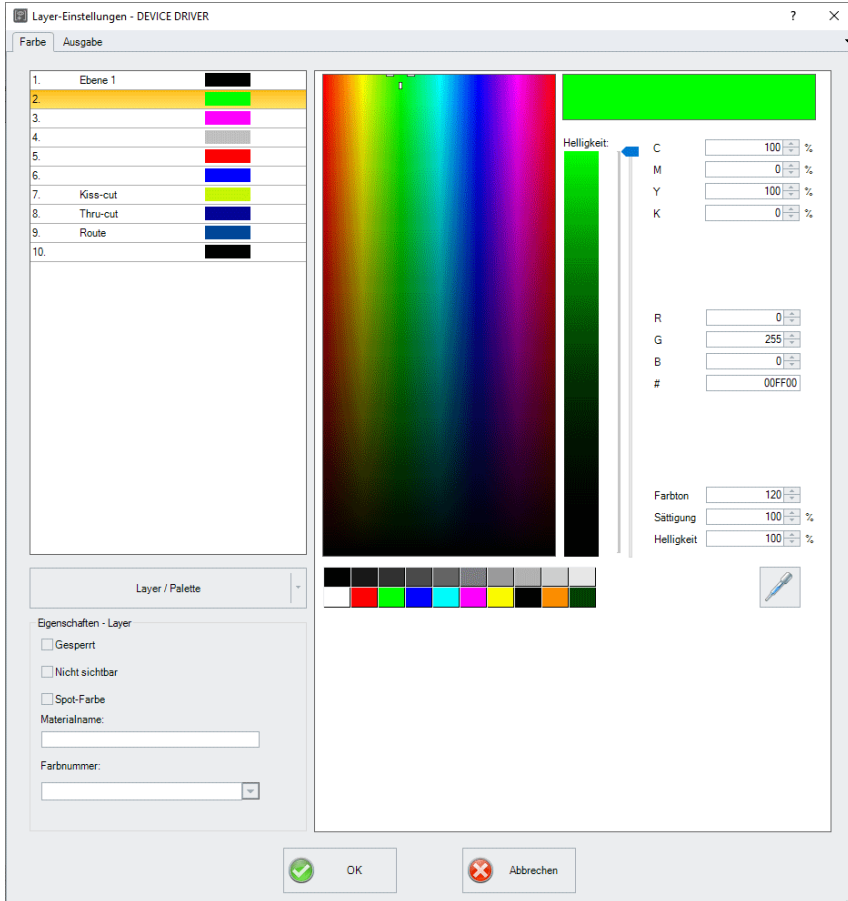 Layer-Einstellungen - DEVICE DRIVER
?
Farbe Ausgabe
1. Ebene 1
2.
3.
4.
5.
6.
7. Kiss-cut
8. Thru-cut
9. Route
10.
Layer / Palette
Eigenschaften - Layer
Gesperrt
Nicht sichtbar
Spot-Farbe
Materialname:
Farbnummer:
Helligkeit:
C 100 %
M 0 %
Y 100 %
K 0 %
R 0
G 255
B 0
# 00FF00
Farbton 120
Sättigung 100 %
Helligkeit 100 %
OK
Abbrechen